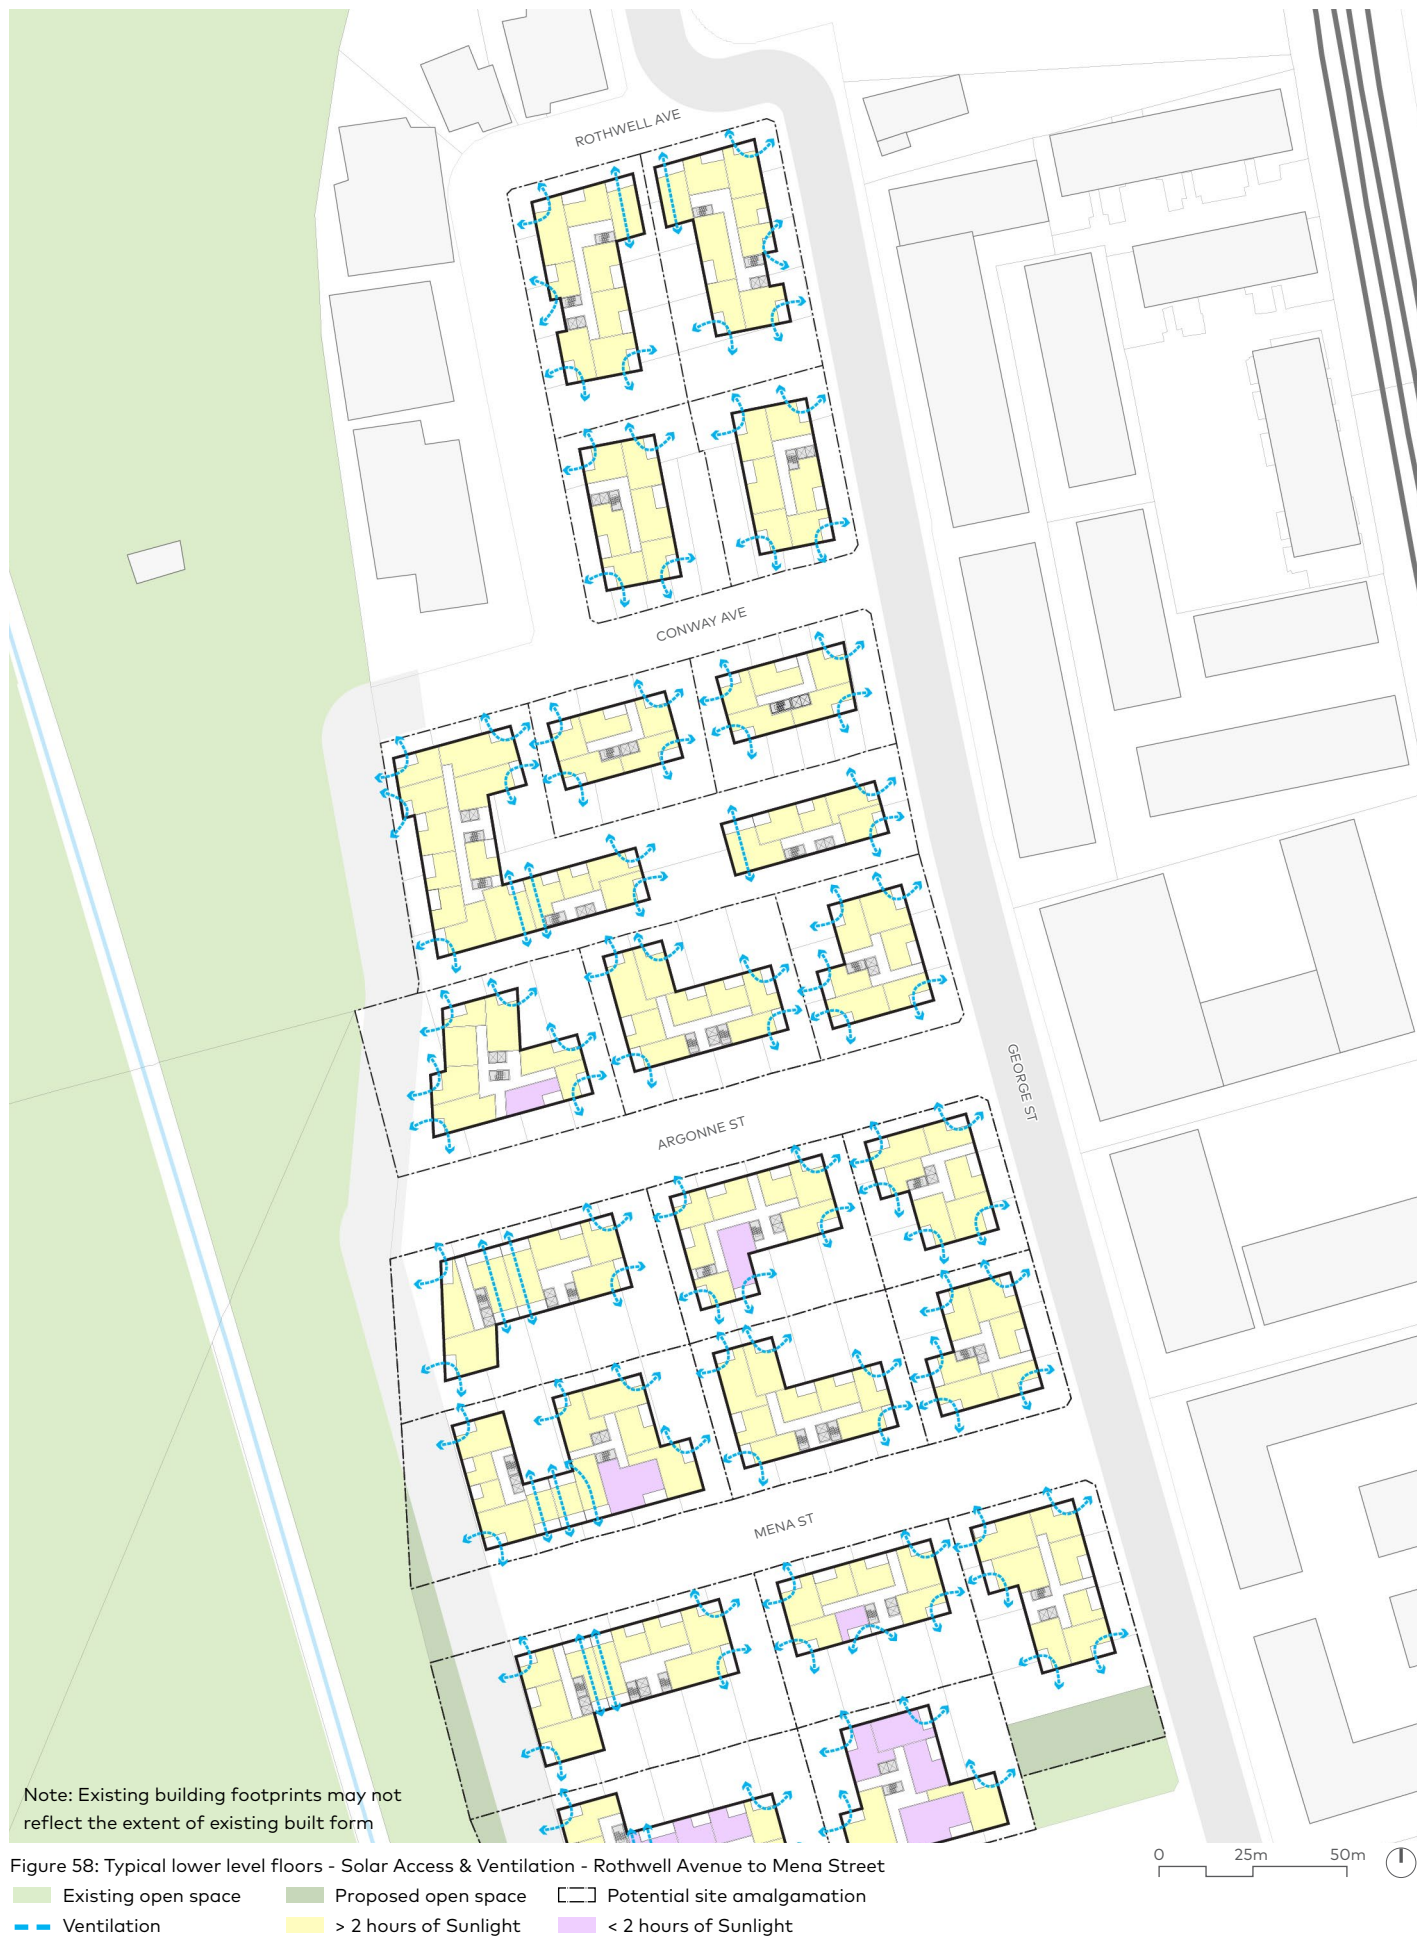 ROTHWELL AVE
CONWAY AVE
GEORGE ST
ARGONNE ST
MENA ST
Note: Existing building footprints may not
reflect the extent of existing built form
Figure 58: Typical lower level floors - Solar Access & Ventilation - Rothwell Avenue to Mena Street
0 25m 50m
Existing open space
Proposed open space
Potential site amalgamation
Ventilation
> 2 hours of Sunlight
< 2 hours of Sunlight